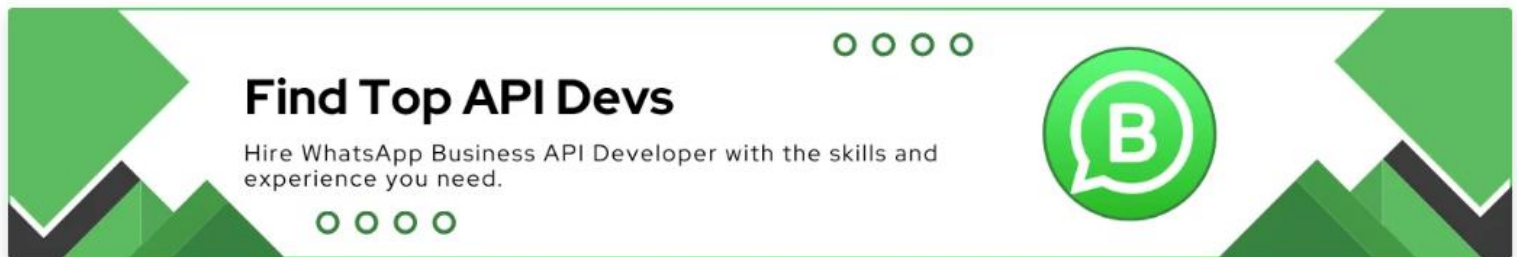 Find Top API Devs
Hire WhatsApp Business API Developer with the skills and
experience you need.
B